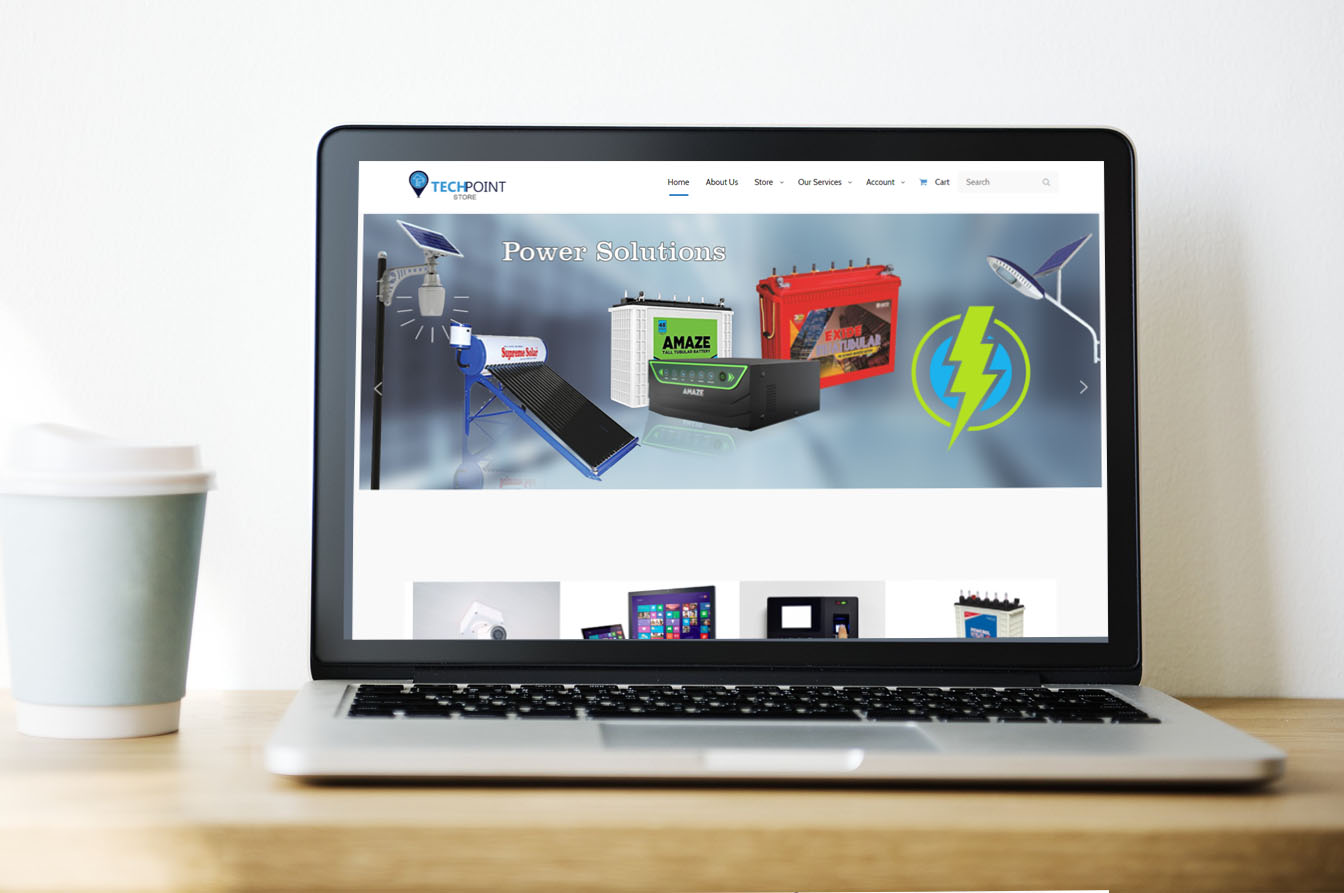 TECHPOINT
STORE
Home
About Us
Store
Our Services
Account
Cart
Search
Power Solutions
Supreme Solar
AMAZE
TALL TUBULAR BATTERY
EXIDE
TUBULAR
AMAZE